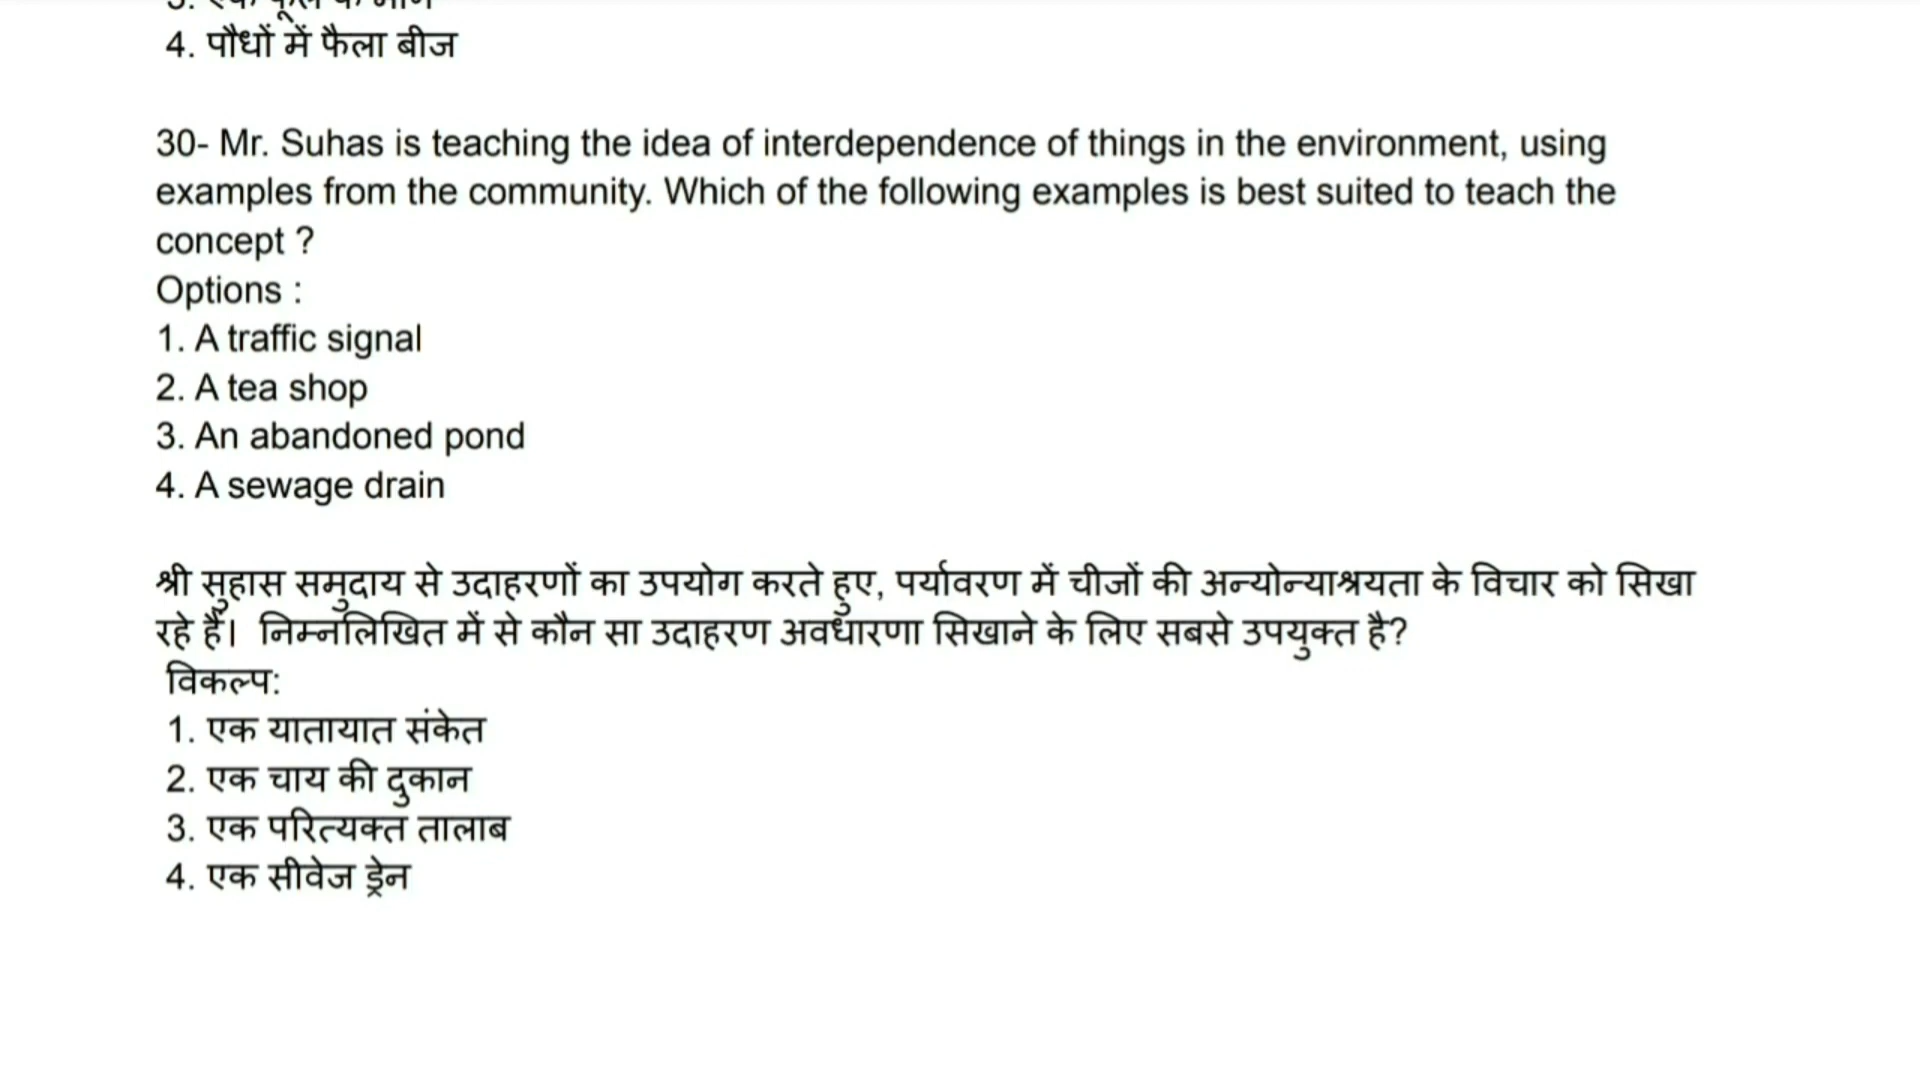 4. पौधों में फैला बीज
30- Mr. Suhas is teaching the idea of interdependence of things in the environment, using
examples from the community. Which of the following examples is best suited to teach the
concept ?
Options :
1. A traffic signal
2. A tea shop
3. An abandoned pond
4. A sewage drain
श्री सुहास समुदाय से उदाहरणों का उपयोग करते हुए, पर्यावरण में चीजों की अन्योन्याश्रयता के विचार को सिखा
रहे हैं। निम्नलिखित में से कौन सा उदाहरण अवधारणा सिखाने के लिए सबसे उपयुक्त है?
विकल्प:
1. एक यातायात संकेत
2. एक चाय की दुकान
3. एक परित्यक्त तालाब
4. एक सीवेज ड्रेन